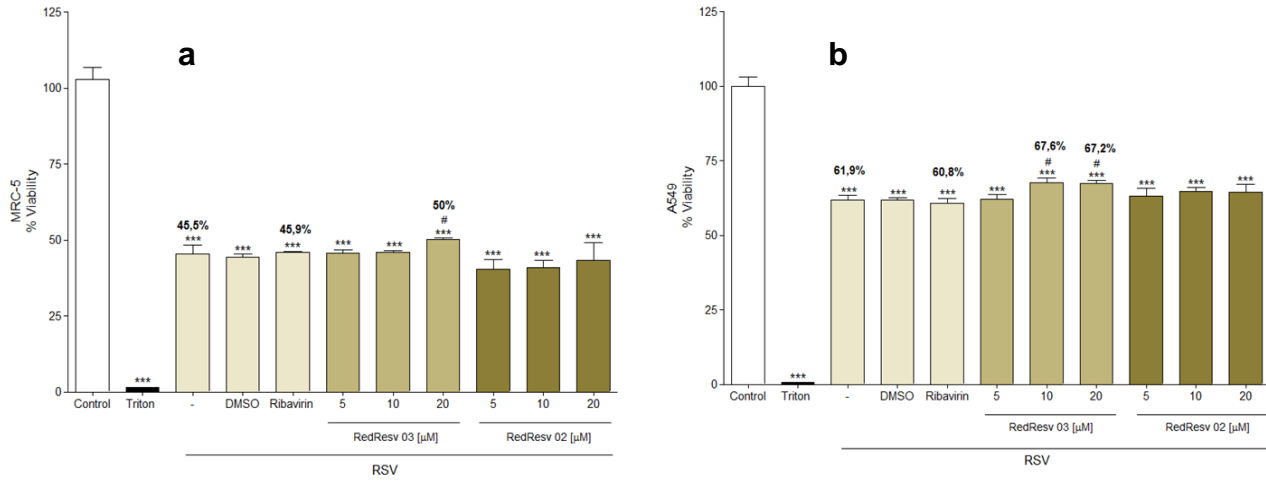 a
MRC-5
% Viability
125
100
75
50
25
0
45,5%
***
***
45,9%
***
***
***
50%
#
***
***
***
***
***
Control
Triton
-
DMSO
Ribavirin
5
10
20
5
10
20
RedResv 03 [µM]
RedResv 02 [µM]
RSV
b
A549
% Viability
125
100
75
50
25
0
***
61,9%
***
***
60,8%
***
***
67,6%
#
***
67,2%
#
***
***
***
***
Control
Triton
-
DMSO
Ribavirin
5
10
20
5
10
20
RedResv 03 [µM]
RedResv 02 [µM]
RSV